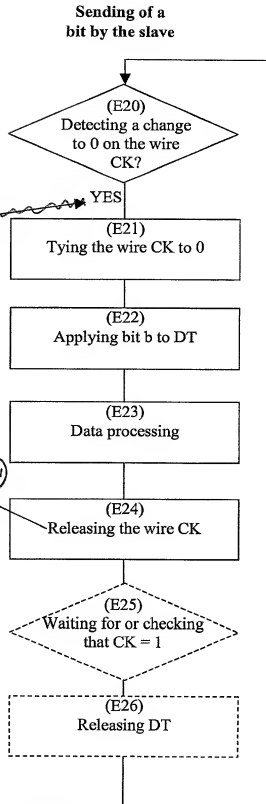 Sending of a
bit by the slave
(E20)
Detecting a change
to 0 on the wire
CK?
YES
(E21)
Tying the wire CK to 0
(E22)
Applying bit b to DT
(E23)
Data processing
(E24)
Releasing the wire CK
(E25)
Waiting for or checking
that CK = 1
(E26)
Releasing DT